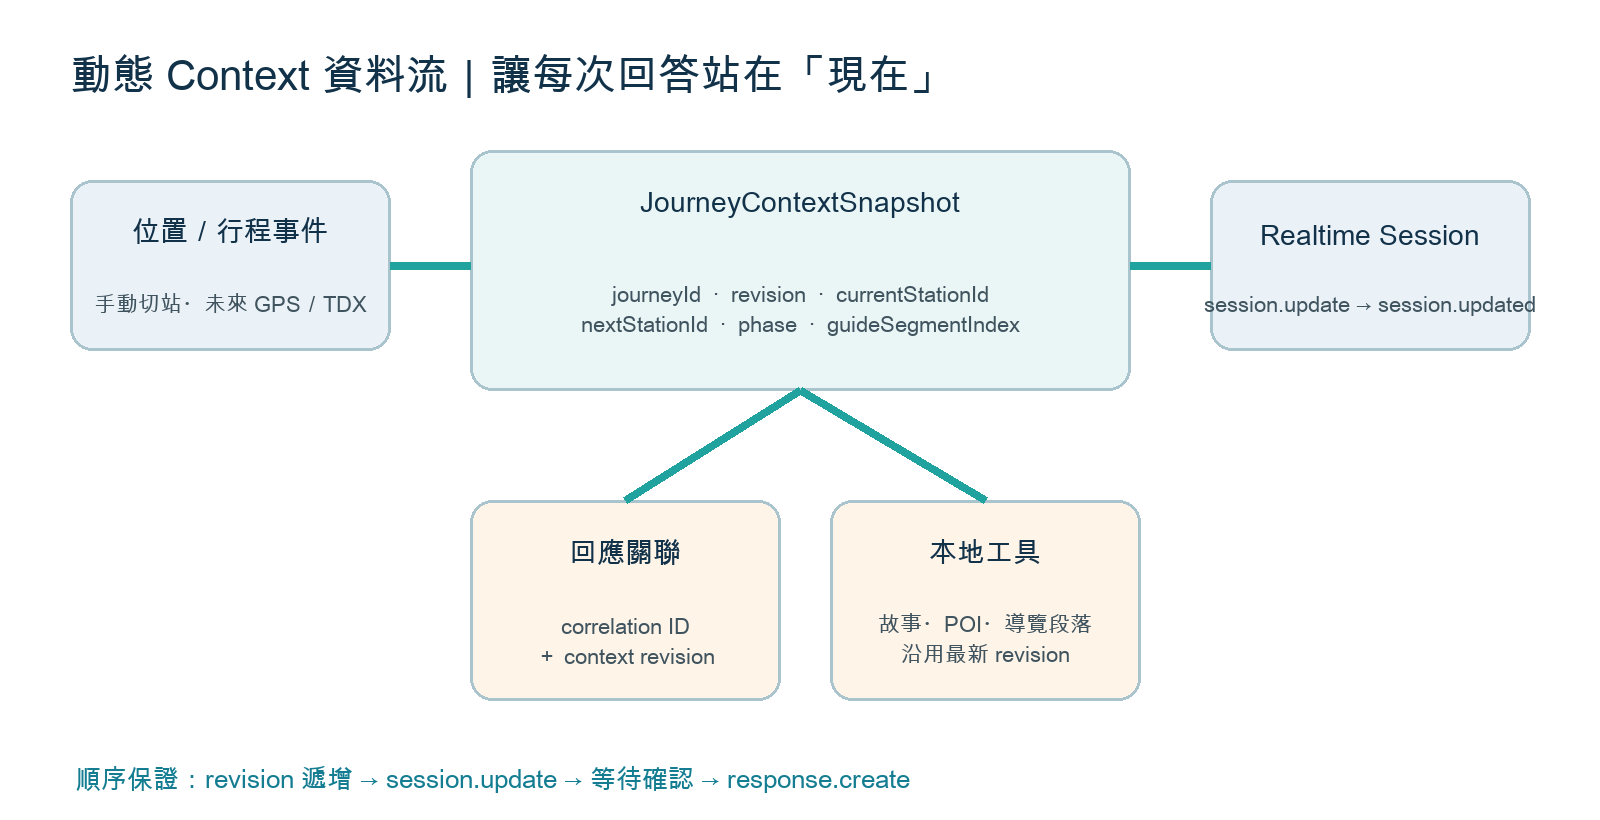 動態 Context 資料流 | 讓每次回答站在「現在」
位置 / 行程事件
手動切站· 未來 GPS / TDX
JourneyContextSnapshot
journeyId · revision · currentStationId
nextStationId · phase · guideSegmentIndex
Realtime Session
session.update → session.updated
回應關聯
correlation ID
+ context revision
本地工具
故事· POI· 導覽段落
沿用最新 revision
順序保證：revision 遞增 → session.update → 等待確認 → response.create